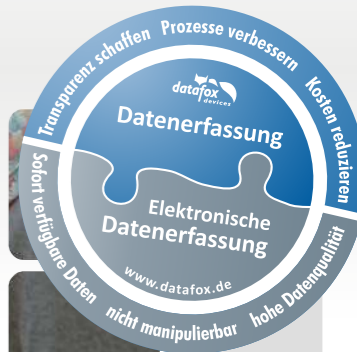 Transparenz schaffen
Prozesse verbessern
Kosten reduzieren
datafox
devices
Datenerfassung
Elektronische
Datenerfassung
www.datafox.de
Sofort verfügbare Daten
nicht manipulierbar
hohe Datenqualität